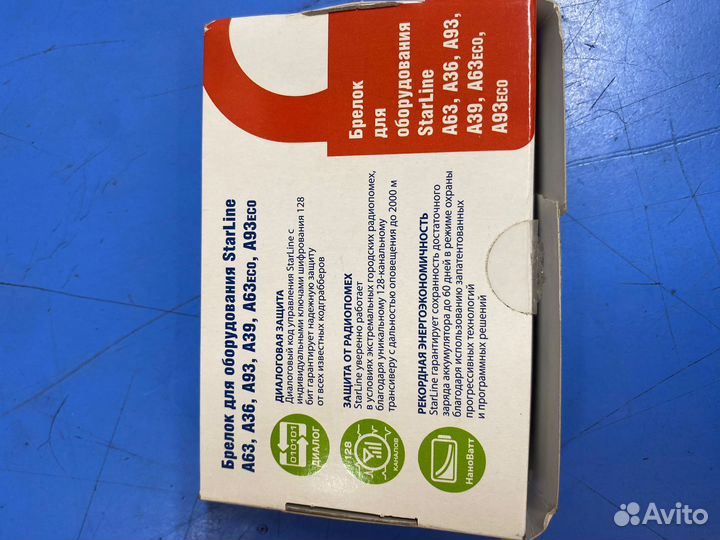 Брелок
для
оборудования
StarLine
A63, A36, A93,
A39, A63ECO,
A93ECO
Брелок для оборудования StarLine
A63, A36, A93, A39, A63ECO, A93ECO
ДИАЛОГОВАЯ ЗАЩИТА
Диалоговый код управления StarLine с
индивидуальными ключами шифрования 128
бит гарантирует надежную защиту
от всех известных кодграбберов
010101
ДИАЛОГ
ЗАЩИТА ОТ РАДИОПОМЕХ
StarLine уверенно работает
в условиях экстремальных городских радиопомех,
благодаря уникальному 128-канальному
трансиверу с дальностью оповещения до 2000 м
128
КАНАЛОВ
РЕКОРДНАЯ ЭНЕРГОЭКОНОМИЧНОСТЬ
StarLine гарантирует сохранность достаточного
заряда аккумулятора до 60 дней в режиме охраны
благодаря использованию запатентованных
прогрессивных технологий
и программных решений
НаноВатт
Avito